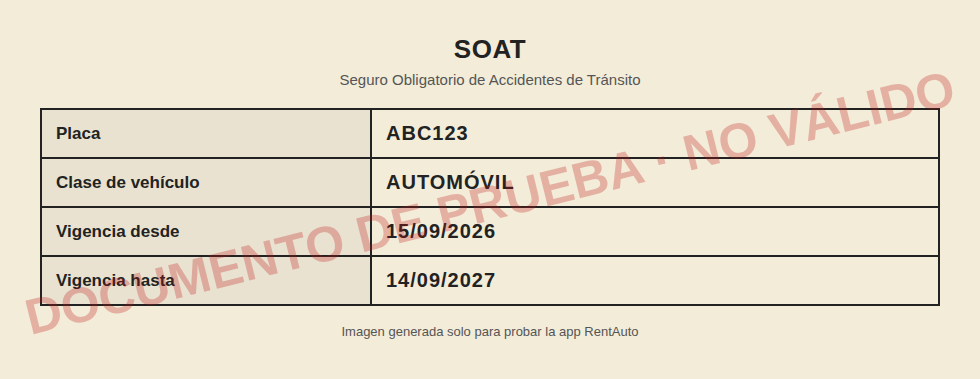 SOAT
Seguro Obligatorio de Accidentes de Tránsito
Placa ABC123
Clase de vehículo AUTOMÓVIL
Vigencia desde 15/09/2026
Vigencia hasta 14/09/2027
DOCUMENTO DE PRUEBA · NO VÁLIDO
Imagen generada solo para probar la app RentAuto